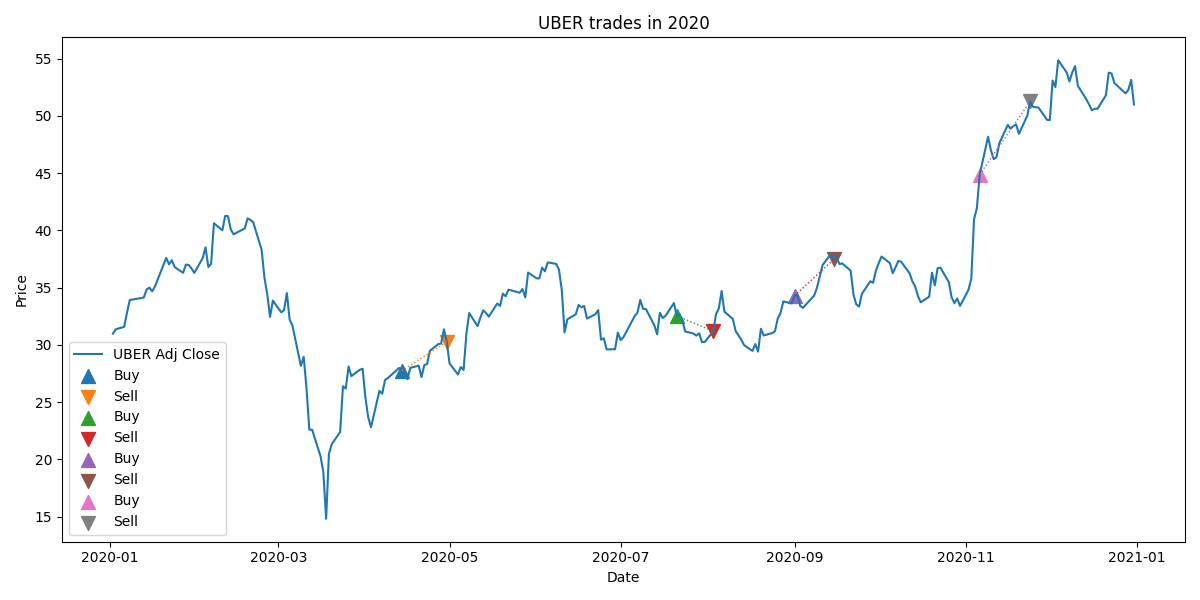 UBER trades in 2020
Price
55
50
45
40
35
30
25
20
15
UBER Adj Close
Buy
Sell
Buy
Sell
Buy
Sell
Buy
Sell
2020-01 2020-03 2020-05 2020-07 2020-09 2020-11 2021-01
Date